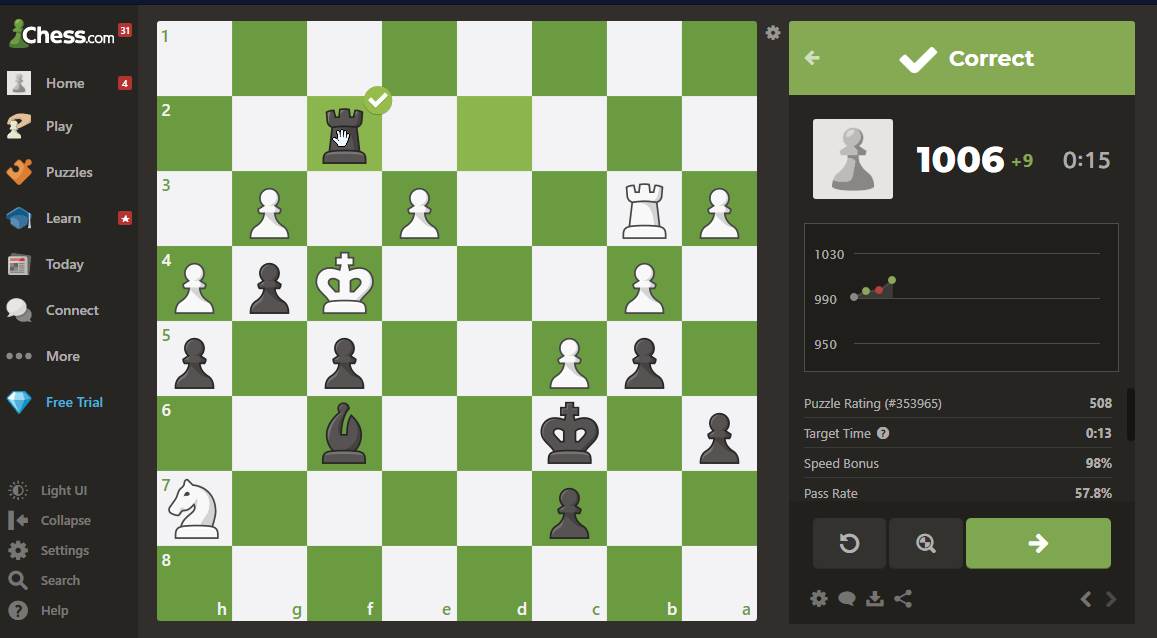 Chess.com 31
Home 4
Play
Puzzles
Learn
Today
Connect
More
Free Trial
Light UI
Collapse
Settings
Search
Help
1
2
3
4
5
6
7
8
h g f e d c b a
Correct
1006 +9 0:15
1030
990
950
Puzzle Rating (#353965) 508
Target Time ? 0:13
Speed Bonus 98%
Pass Rate 57.8%